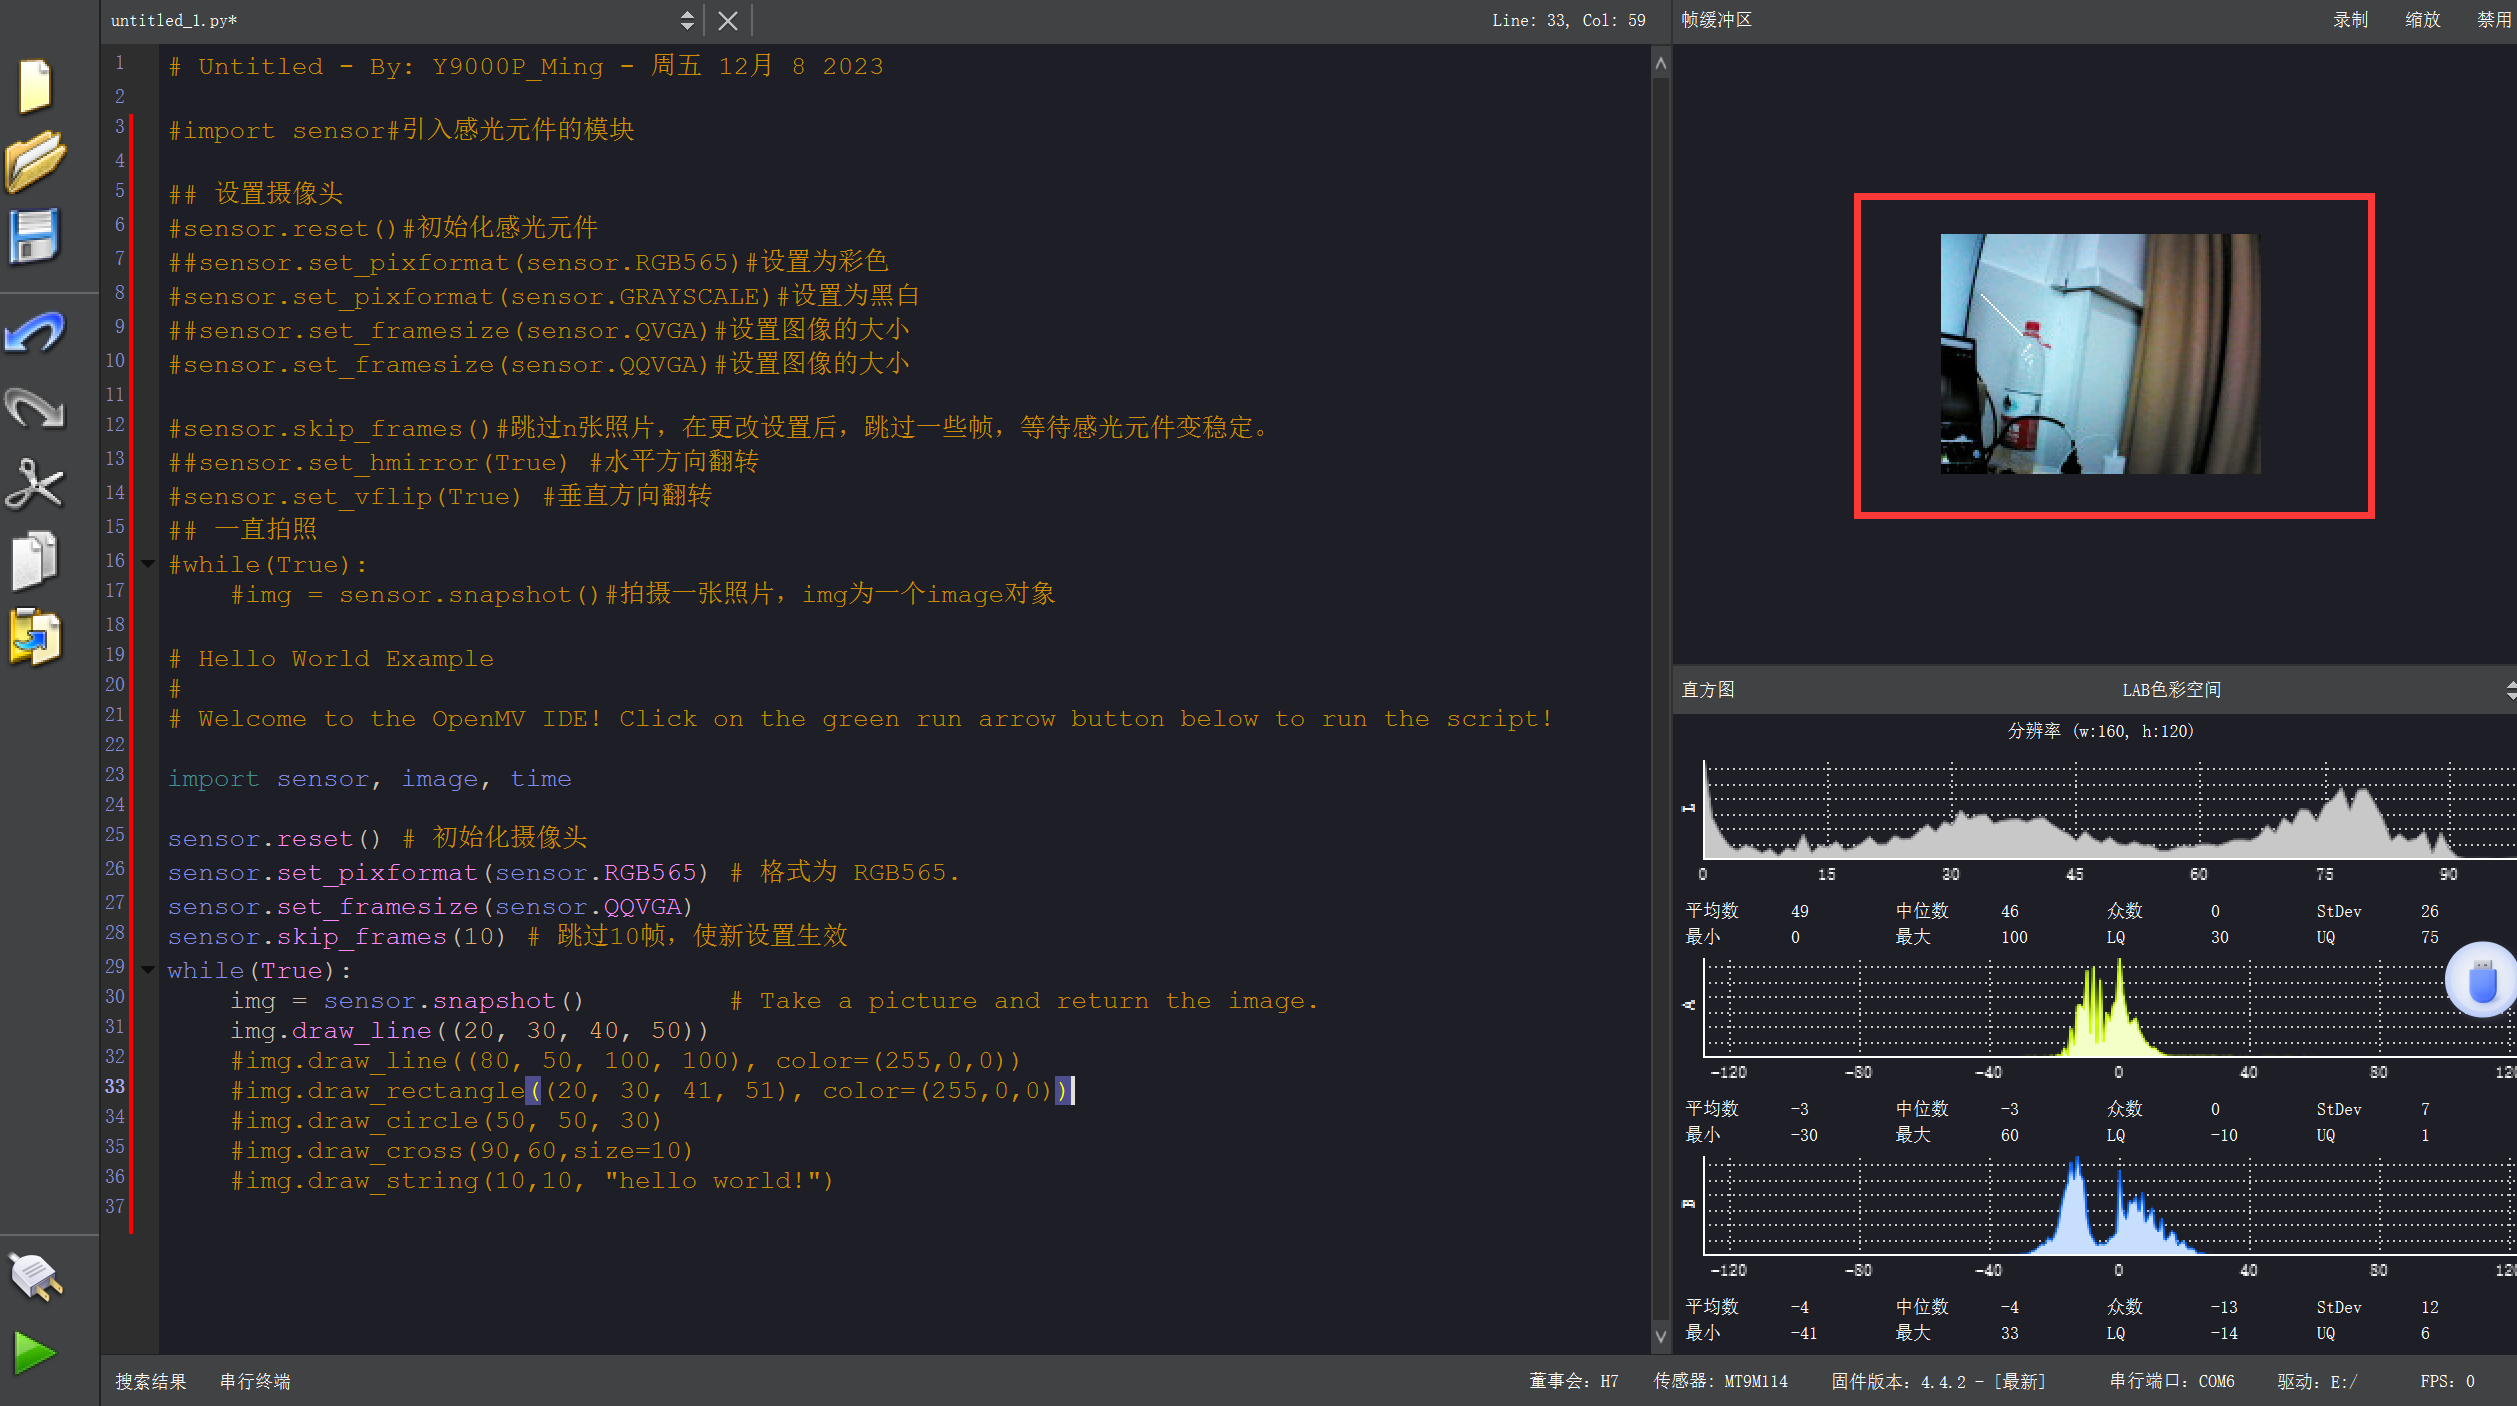 untitled_1.py*
Line: 33, Col: 59
帧缓冲区
录制
缩放
禁用
1 # Untitled - By: Y9000P_Ming - 周五 12月 8 2023
2
3 #import sensor#引入感光元件的模块
4
5 ## 设置摄像头
6 #sensor.reset()#初始化感光元件
7 ##sensor.set_pixformat(sensor.RGB565)#设置为彩色
8 #sensor.set_pixformat(sensor.GRAYSCALE)#设置为黑白
9 ##sensor.set_framesize(sensor.QVGA)#设置图像的大小
10 #sensor.set_framesize(sensor.QQVGA)#设置图像的大小
11
12 #sensor.skip_frames()#跳过n张照片，在更改设置后，跳过一些帧，等待感光元件变稳定。
13 ##sensor.set_hmirror(True) #水平方向翻转
14 #sensor.set_vflip(True) #垂直方向翻转
15 ## 一直拍照
16 #while(True):
17 #img = sensor.snapshot()#拍摄一张照片，img为一个image对象
18
19 # Hello World Example
20 #
21 # Welcome to the OpenMV IDE! Click on the green run arrow button below to run the script!
22
23 import sensor, image, time
24
25 sensor.reset() # 初始化摄像头
26 sensor.set_pixformat(sensor.RGB565) # 格式为 RGB565.
27 sensor.set_framesize(sensor.QQVGA)
28 sensor.skip_frames(10) # 跳过10帧，使新设置生效
29 while(True):
30 img = sensor.snapshot() # Take a picture and return the image.
31 img.draw_line((20, 30, 40, 50))
32 #img.draw_line((80, 50, 100, 100), color=(255,0,0))
33 #img.draw_rectangle((20, 30, 41, 51), color=(255,0,0))
34 #img.draw_circle(50, 50, 30)
35 #img.draw_cross(90,60,size=10)
36 #img.draw_string(10,10, "hello world!")
37
直方图
LAB色彩空间
分辨率 (w:160, h:120)
L
0 15 30 45 60 75 90
平均数 49 中位数 46 众数 0 StDev 26
最小 0 最大 100 LQ 30 UQ 75
A
-120 -80 -40 0 40 80 120
平均数 -3 中位数 -3 众数 0 StDev 7
最小 -30 最大 60 LQ -10 UQ 1
B
-120 -80 -40 0 40 80 120
平均数 -4 中位数 -4 众数 -13 StDev 12
最小 -41 最大 33 LQ -14 UQ 6
搜索结果
串行终端
董事会: H7
传感器: MT9M114
固件版本: 4.4.2 - [最新]
串行端口: COM6
驱动: E:/
FPS: 0